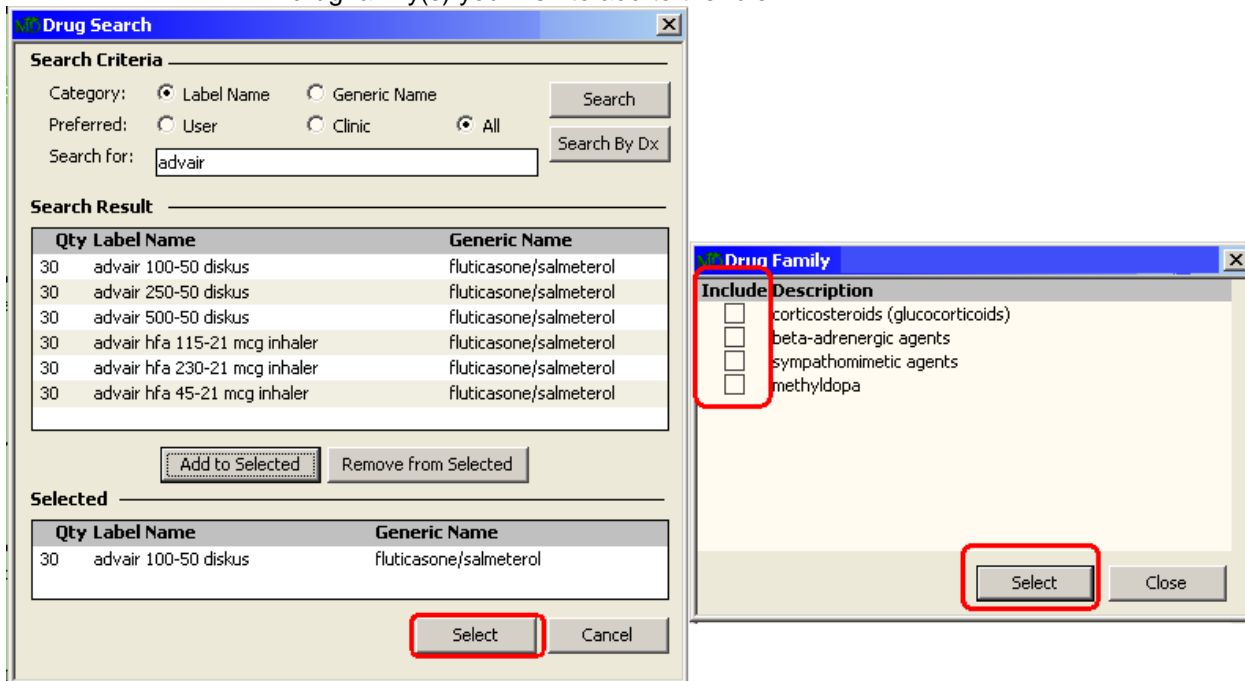 Drug Search
Search Criteria
Category: Label Name Generic Name Search
Preferred: User Clinic All
Search By Dx
Search for: advair
Search Result
Qty Label Name Generic Name
30 advair 100-50 diskus fluticasone/salmeterol
30 advair 250-50 diskus fluticasone/salmeterol
30 advair 500-50 diskus fluticasone/salmeterol
30 advair hfa 115-21 mcg inhaler fluticasone/salmeterol
30 advair hfa 230-21 mcg inhaler fluticasone/salmeterol
30 advair hfa 45-21 mcg inhaler fluticasone/salmeterol
Add to Selected Remove from Selected
Selected
Qty Label Name Generic Name
30 advair 100-50 diskus fluticasone/salmeterol
Select Cancel
Drug Family
Include Description
corticosteroids (glucocorticoids)
beta-adrenergic agents
sympathomimetic agents
methyldopa
Select Close